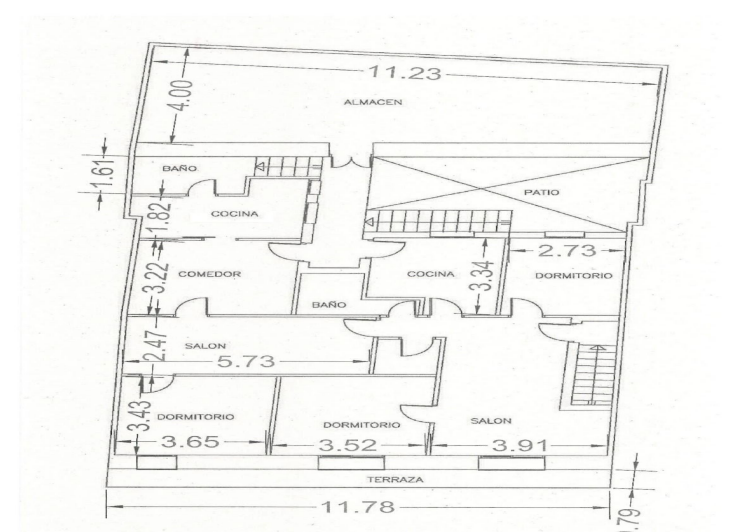 11.23
4.00
ALMACEN
1.61
BAÑO
PATIO
1.82
COCINA
3.22
COMEDOR
COCINA
3.34
2.73
DORMITORIO
BAÑO
2.47
SALON
5.73
3.43
DORMITORIO
DORMITORIO
SALON
3.65
3.52
3.91
TERRAZA
11.78